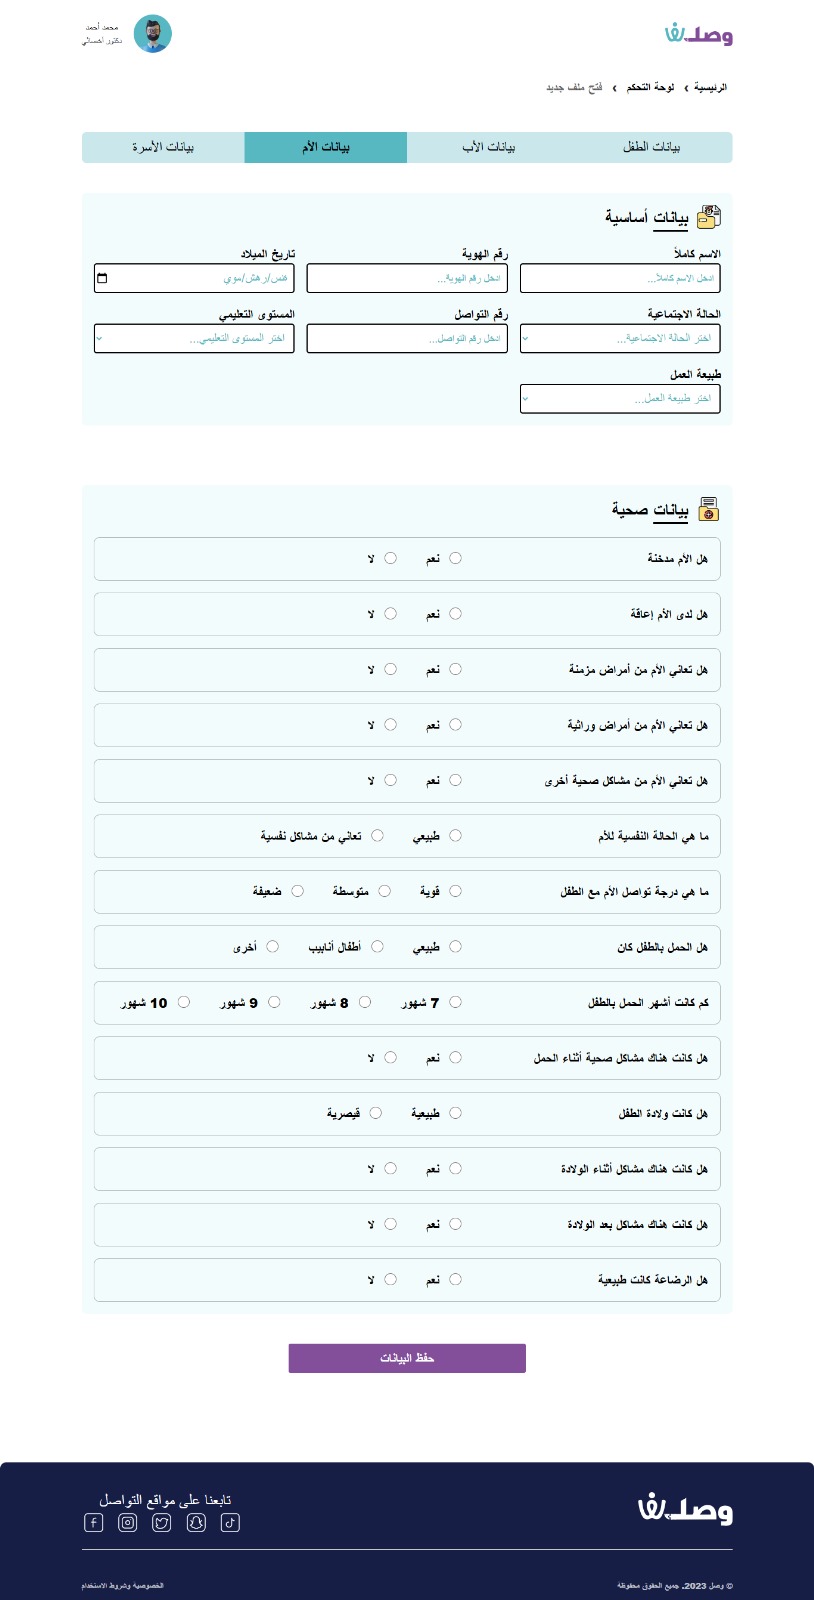 وصل
محمد أحمد
دكتور أخصائي
الرئيسية › لوحة التحكم › فتح ملف جديد
بيانات الطفل بيانات الأب بيانات الأم بيانات الأسرة
بيانات أساسية
الاسم كاملاً رقم الهوية تاريخ الميلاد
ادخل الاسم كاملاً... ادخل رقم الهوية...
الحالة الاجتماعية رقم التواصل المستوى التعليمي
اختر الحالة الاجتماعية... ادخل رقم التواصل... اختر المستوى التعليمي...
طبيعة العمل
اختر طبيعة العمل...
بيانات صحية
هل الأم مدخنة نعم لا
هل لدى الأم إعاقة نعم لا
هل تعاني الأم من أمراض مزمنة نعم لا
هل تعاني الأم من أمراض وراثية نعم لا
هل تعاني الأم من مشاكل صحية أخرى نعم لا
ما هي الحالة النفسية للأم طبيعي تعاني من مشاكل نفسية
ما هي درجة تواصل الأم مع الطفل قوية متوسطة ضعيفة
هل الحمل بالطفل كان طبيعي أطفال أنابيب أخرى
كم كانت أشهر الحمل بالطفل 7 شهور 8 شهور 9 شهور 10 شهور
هل كانت هناك مشاكل صحية أثناء الحمل نعم لا
هل كانت ولادة الطفل طبيعية قيصرية
هل كانت هناك مشاكل أثناء الولادة نعم لا
هل كانت هناك مشاكل بعد الولادة نعم لا
هل الرضاعة كانت طبيعية نعم لا
حفظ البيانات
وصل
تابعنا على مواقع التواصل
© وصل 2023. جميع الحقوق محفوظة
الخصوصية وشروط الاستخدام